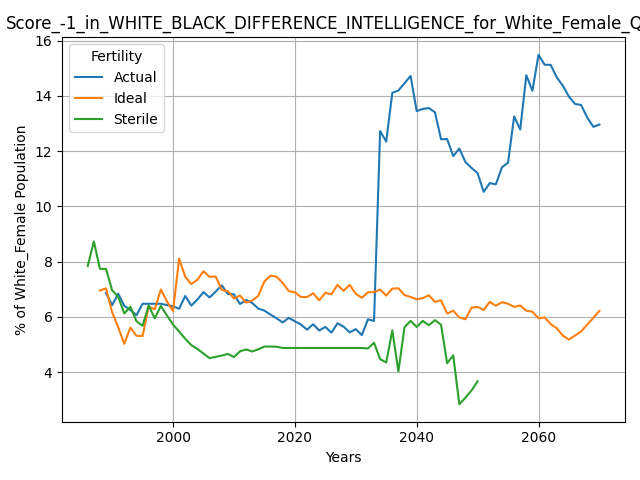 Score_-1_in_WHITE_BLACK_DIFFERENCE_INTELLIGENCE_for_White_Female_Q
Fertility
Actual
Ideal
Sterile
% of White_Female Population
16
14
12
10
8
6
4
2000
2020
2040
2060
Years